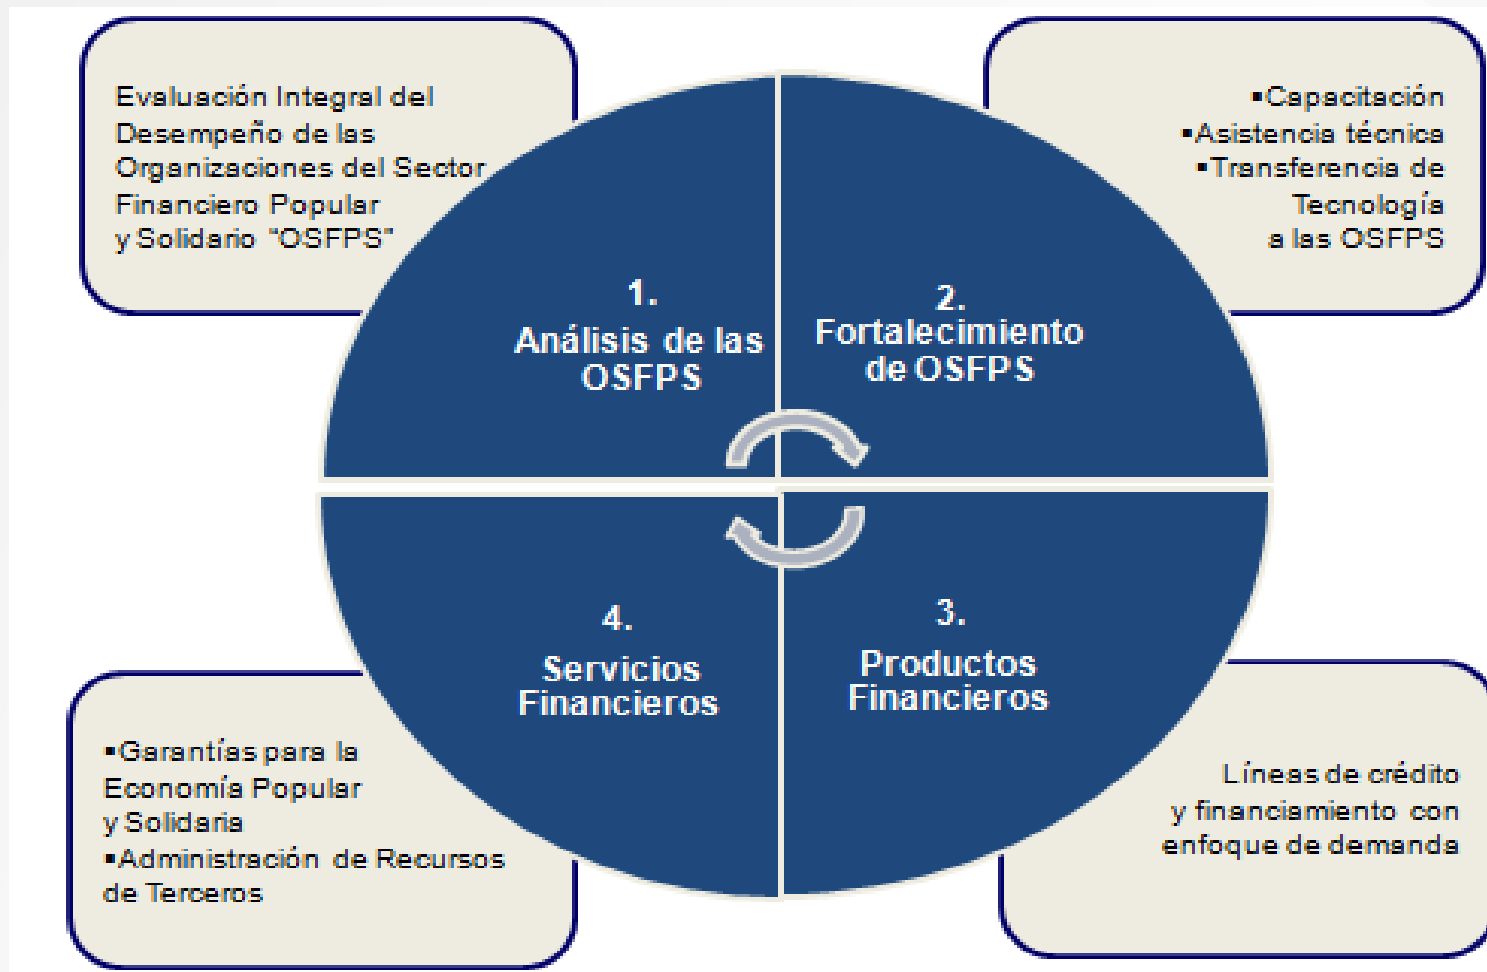 Evaluación Integral del
Desempeño de las
Organizaciones del Sector
Financiero Popular
y Solidario "OSFPS"
▪Capacitación
▪Asistencia técnica
▪Transferencia de
Tecnología
a las OSFPS
1.
Análisis de las
OSFPS
2.
Fortalecimiento
de OSFPS
4.
Servicios
Financieros
3.
Productos
Financieros
▪Garantías para la
Economía Popular
y Solidaria
▪Administración de Recursos
de Terceros
Líneas de crédito
y financiamiento con
enfoque de demanda